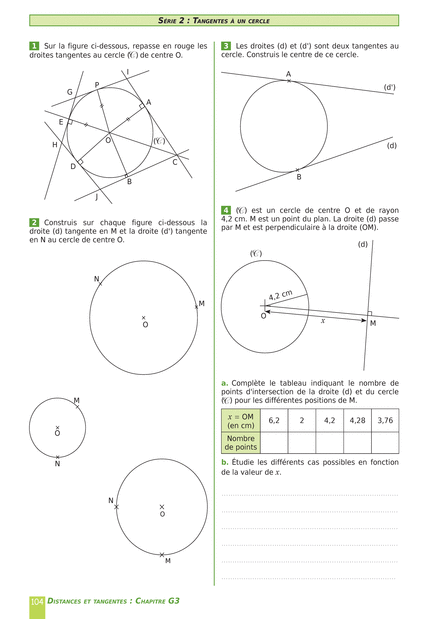 SÉRIE 2 : TANGENTES À UN CERCLE
1 Sur la figure ci-dessous, repasse en rouge les
droites tangentes au cercle (𝒞) de centre O.
I
G
P
A
E
O
H
(𝒞)
D
C
B
J
2 Construis sur chaque figure ci-dessous la
droite (d) tangente en M et la droite (d') tangente
en N au cercle de centre O.
N
M
O
M
O
N
N
O
M
3 Les droites (d) et (d') sont deux tangentes au
cercle. Construis le centre de ce cercle.
A
(d')
(d)
B
4 (𝒞) est un cercle de centre O et de rayon
4,2 cm. M est un point du plan. La droite (d) passe
par M et est perpendiculaire à la droite (OM).
(d)
(𝒞)
4,2 cm
O
x
M
a. Complète le tableau indiquant le nombre de
points d'intersection de la droite (d) et du cercle
(𝒞) pour les différentes positions de M.
x = OM
(en cm)
6,2 2 4,2 4,28 3,76
Nombre
de points
b. Étudie les différents cas possibles en fonction
de la valeur de x.
104 DISTANCES ET TANGENTES : CHAPITRE G3